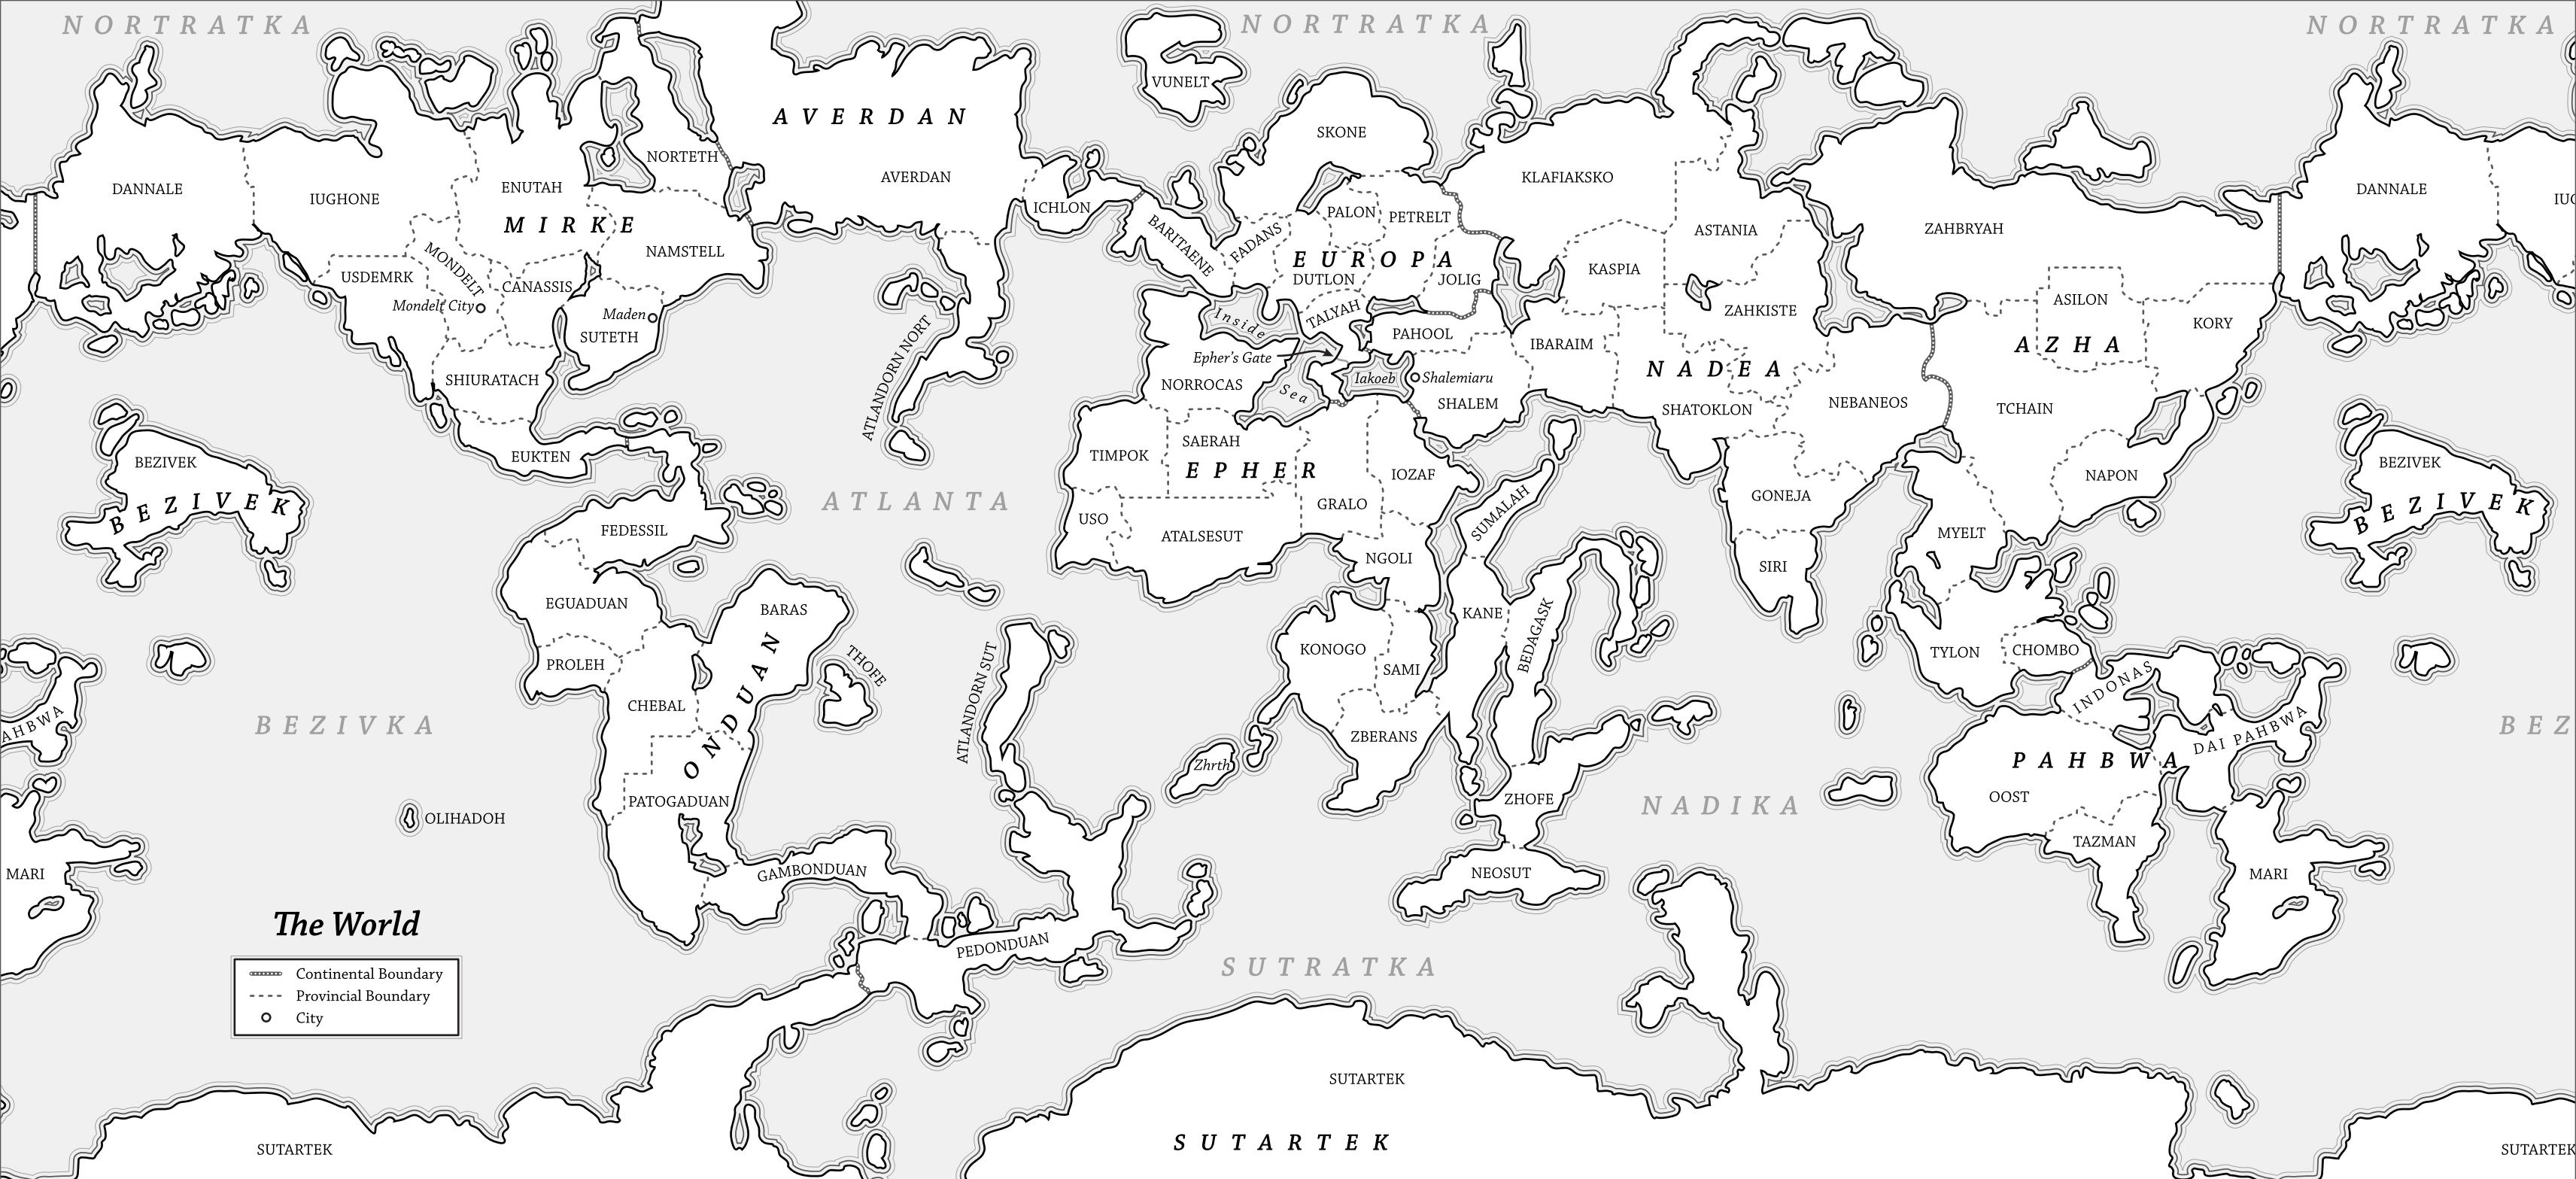 NORTRATKA
NORTRATKA
NORTRATKA
VUNELT
AVERDAN
SKONE
NORTETH
AVERDAN
KLAFIAKSKO
DANNALE
IUGHONE
ENUTAH
ICHLON
DANNALE
IUG
MIRKE
PALON
PETRELT
BARITAENE
FADANS
ASTANIA
ZAHBRYAH
NAMSTELL
MONDELT
EUROPA
KASPIA
USDEMRK
CANASSIS
DUTLON
JOLIG
ASILON
Mondelt City
Maden
ZAHKISTE
KORY
Inside
TALYAH
SUTETH
PAHOOL
IBARAIM
AZHA
ATLANDORN NORT
Epher's Gate
NADEA
SHIURATACH
NORROCAS
Iakoeb
Shalemiaru
Sea
SHALEM
SHATOKLON
NEBANEOS
TCHAIN
SAERAH
EUKTEN
TIMPOK
BEZIVEK
BEZIVEK
EPHER
IOZAF
NAPON
BEZIVEK
BEZIVEK
ATLANTA
GRALO
GONEJA
USO
SUMALAH
FEDESSIL
ATALSESUT
MYELT
NGOLI
SIRI
EGUADUAN
BARAS
KANE
BEDAGASK
KONOGO
TYLON
CHOMBO
PROLEH
THOFE
SAMI
ATLANDORN SUT
INDONAS
CHEBAL
ONDUAN
AHBWA
BEZIVKA
BEZ
ZBERANS
DAI PAHBWA
PAHBWA
Zhrth
OOST
ZHOFE
NADIKA
PATOGADUAN
OLIHADOH
TAZMAN
MARI
GAMBONDUAN
NEOSUT
MARI
PEDONDUAN
SUTRATKA
The World
Continental Boundary
Provincial Boundary
City
SUTARTEK
SUTARTEK
SUTARTEK
SUTARTEK